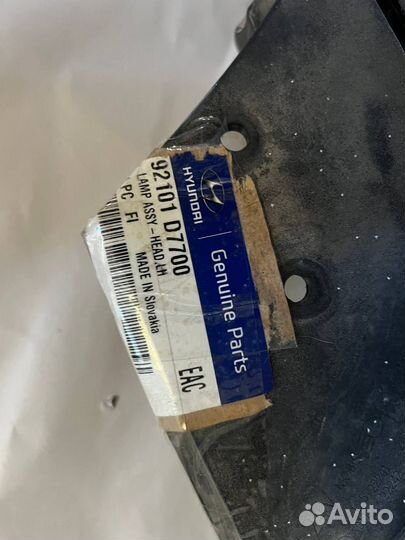 HYUNDAI
Genuine Parts
92101 D7700
LAMP ASSY-HEAD,LH
PC FI
MADE IN Slovakia
EAC
Avito